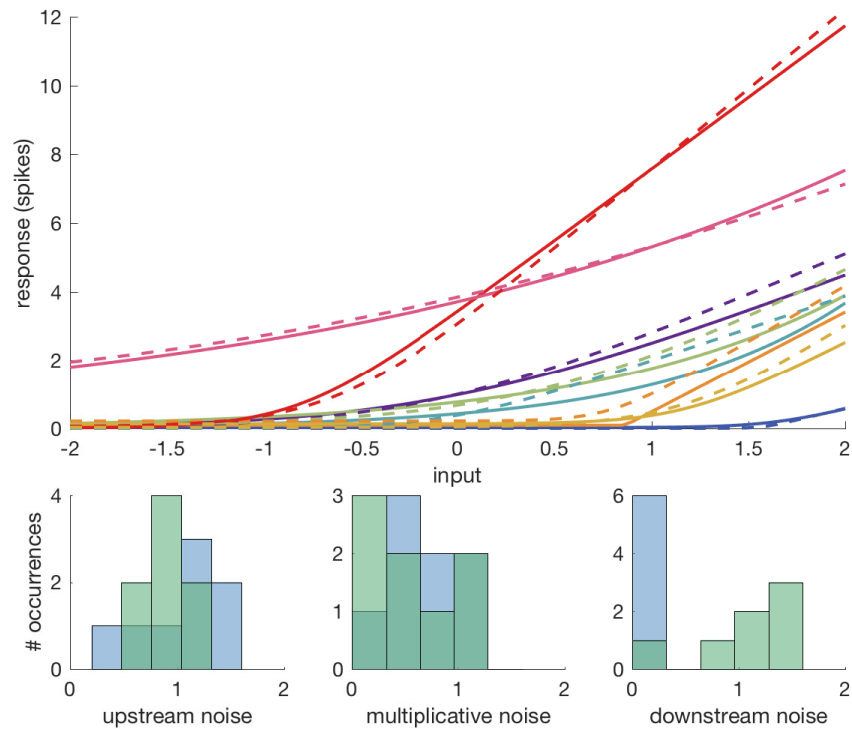 12
10
8
6
4
2
0
response (spikes)
-2 -1.5 -1 -0.5 0 0.5 1 1.5 2
input
4
2
0
# occurrences
0 1 2
upstream noise
3
2
1
0
0 1 2
multiplicative noise
6
4
2
0
0 1 2
downstream noise